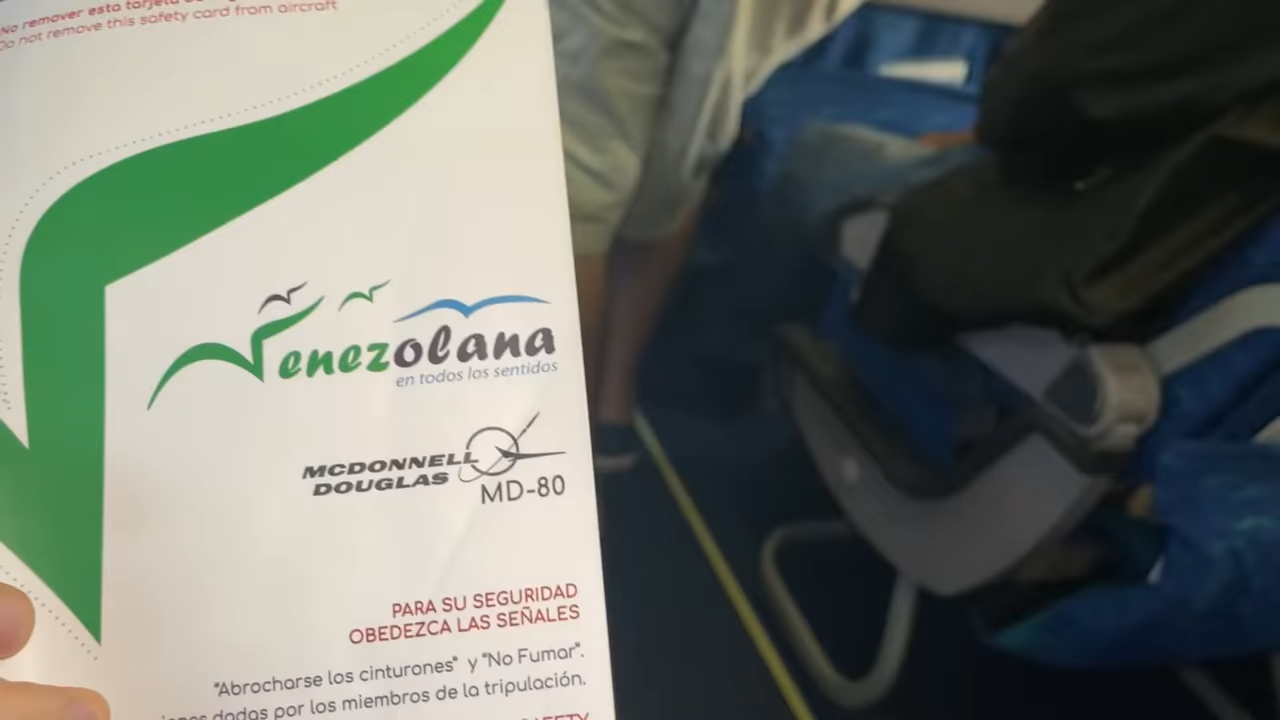 No remover esta tarjeta
Do not remove this safety card from aircraft
Venezolana
en todos los sentidos
MCDONNELL
DOUGLAS
MD-80
PARA SU SEGURIDAD
OBEDEZCA LAS SEÑALES
"Abrocharse los cinturones" y "No Fumar".
dadas por los miembros de la tripulación.
SAFETY